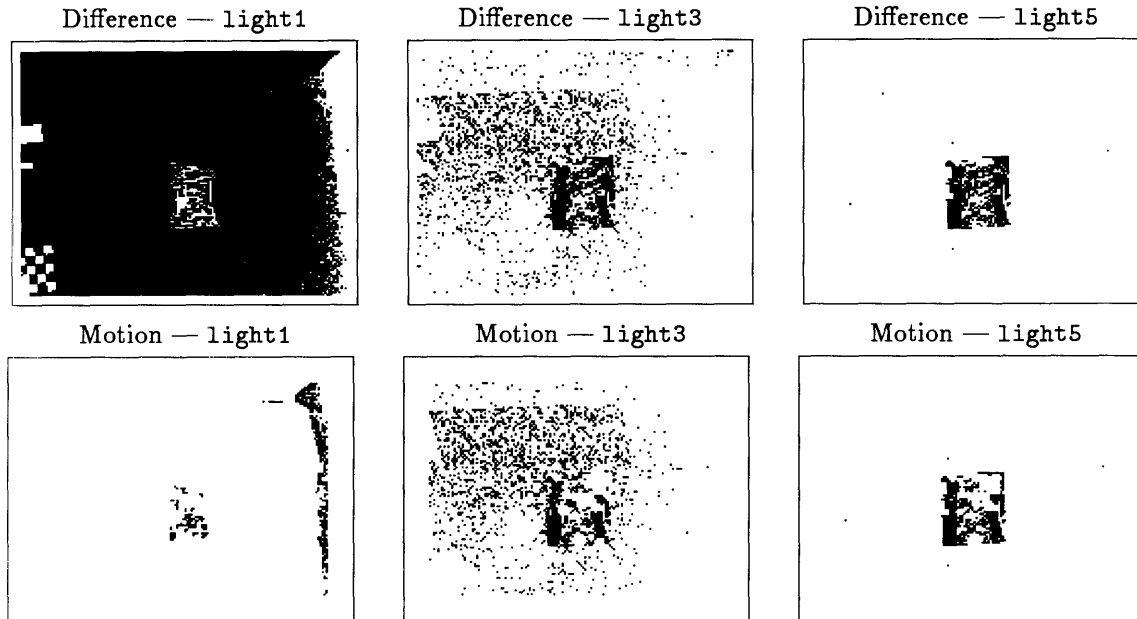 Difference — light1
Difference — light3
Difference — light5
Motion — light1
Motion — light3
Motion — light5